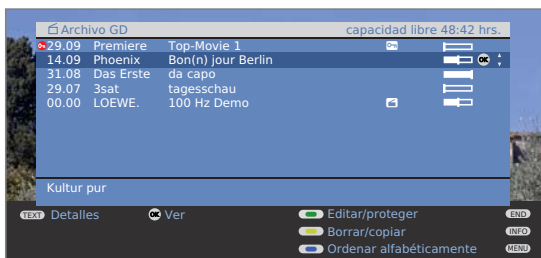 Archivo GD capacidad libre 48:42 hrs.
29.09 Premiere Top-Movie 1
14.09 Phoenix Bon(n) jour Berlin OK
31.08 Das Erste da capo
29.07 3sat tagesschau
00.00 LOEWE. 100 Hz Demo
Kultur pur
TEXT Detalles OK Ver Editar/proteger END
Borrar/copiar INFO
Ordenar alfabéticamente MENU